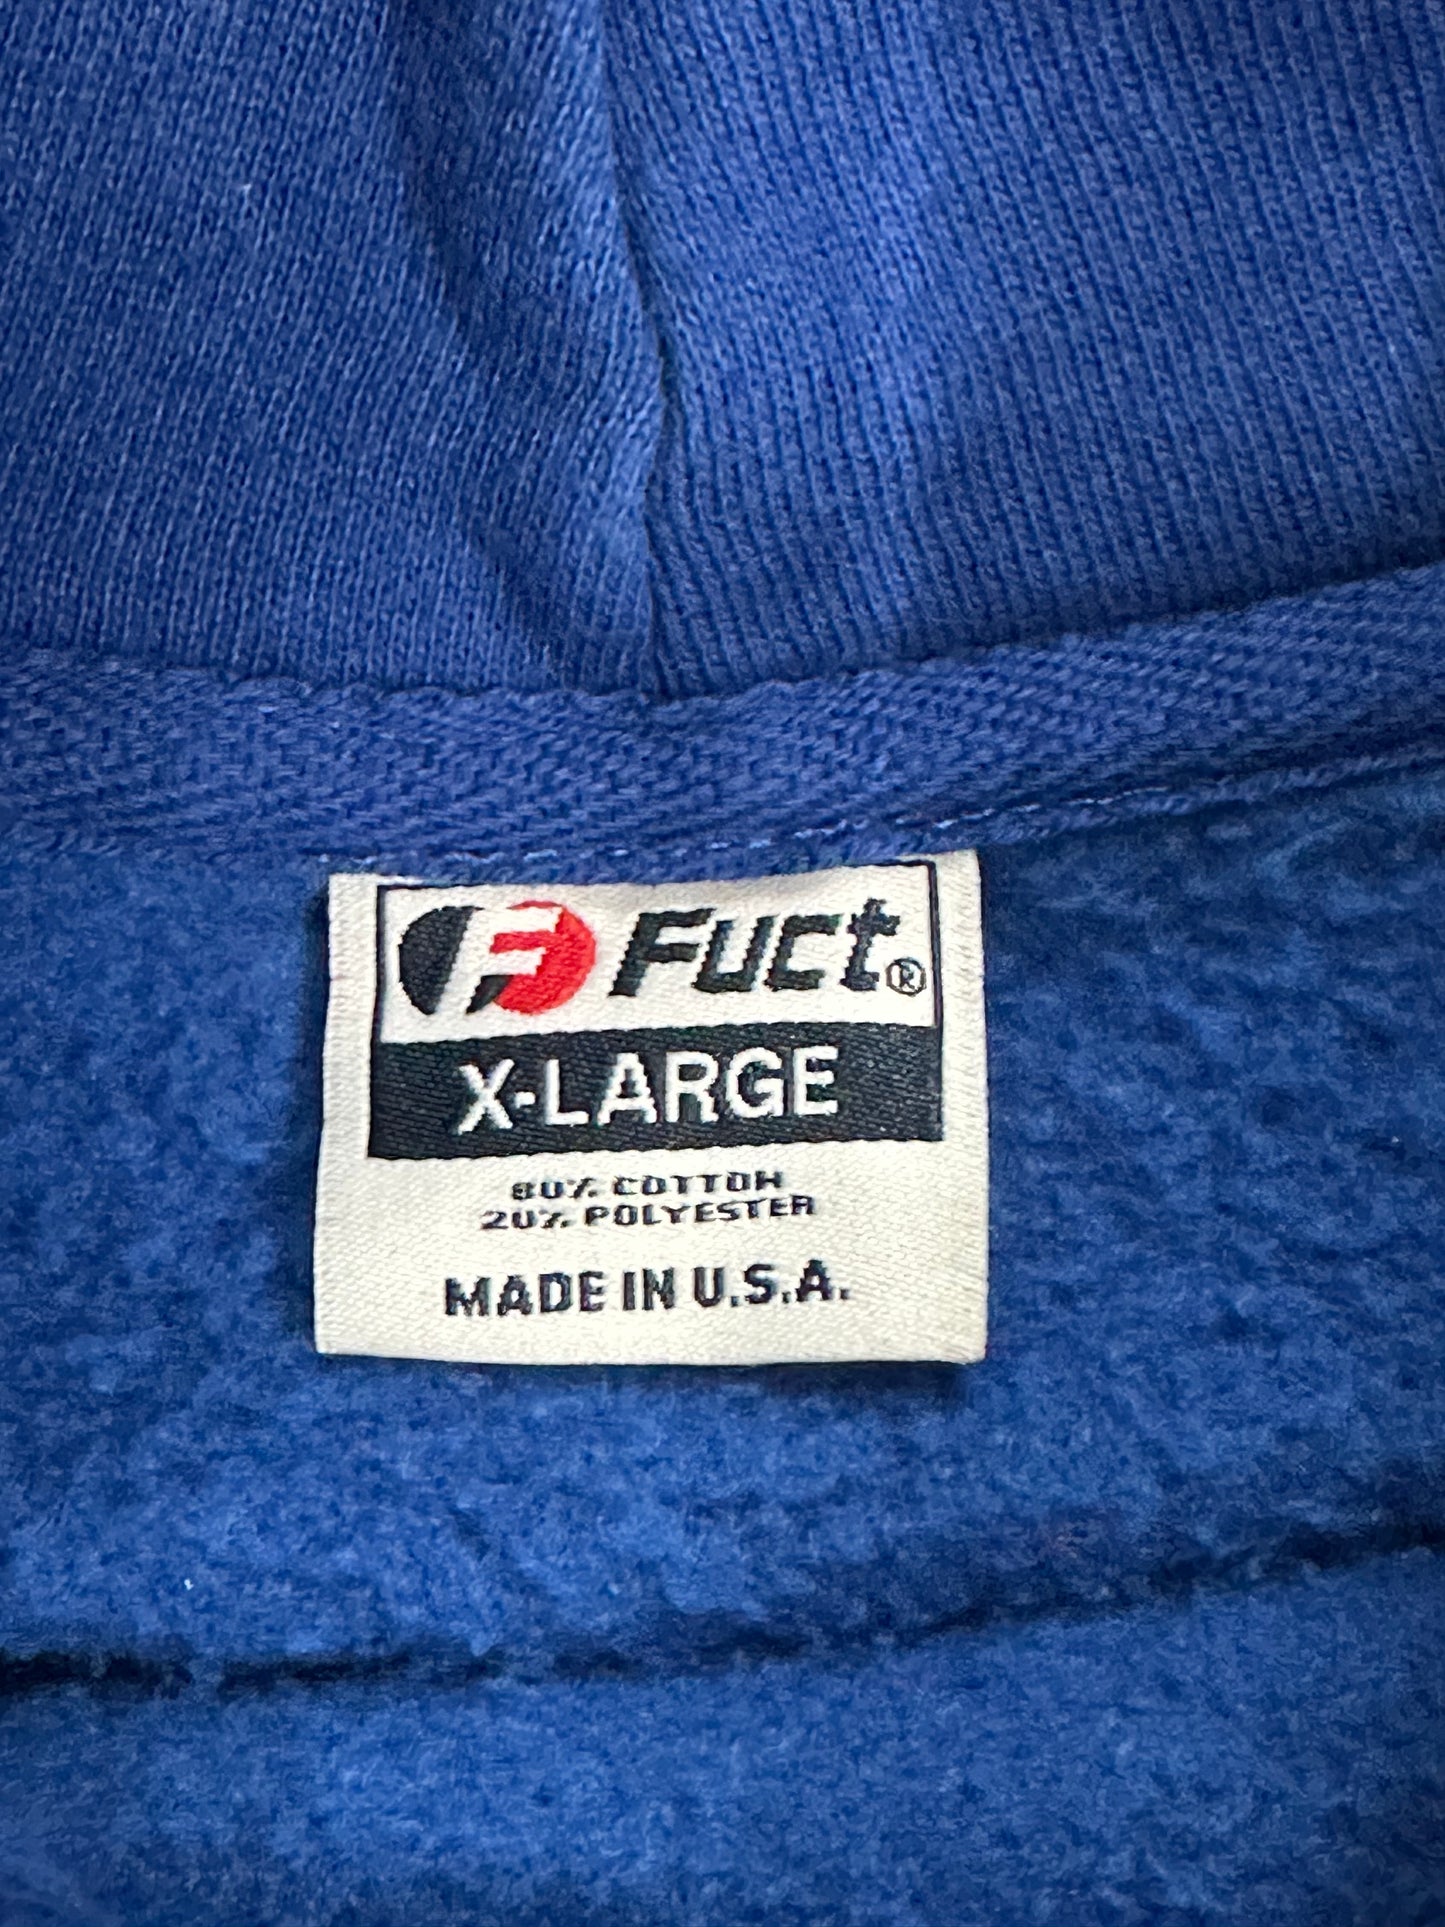 F Fuct®
X-LARGE
80% COTTON
20% POLYESTER
MADE IN U.S.A.